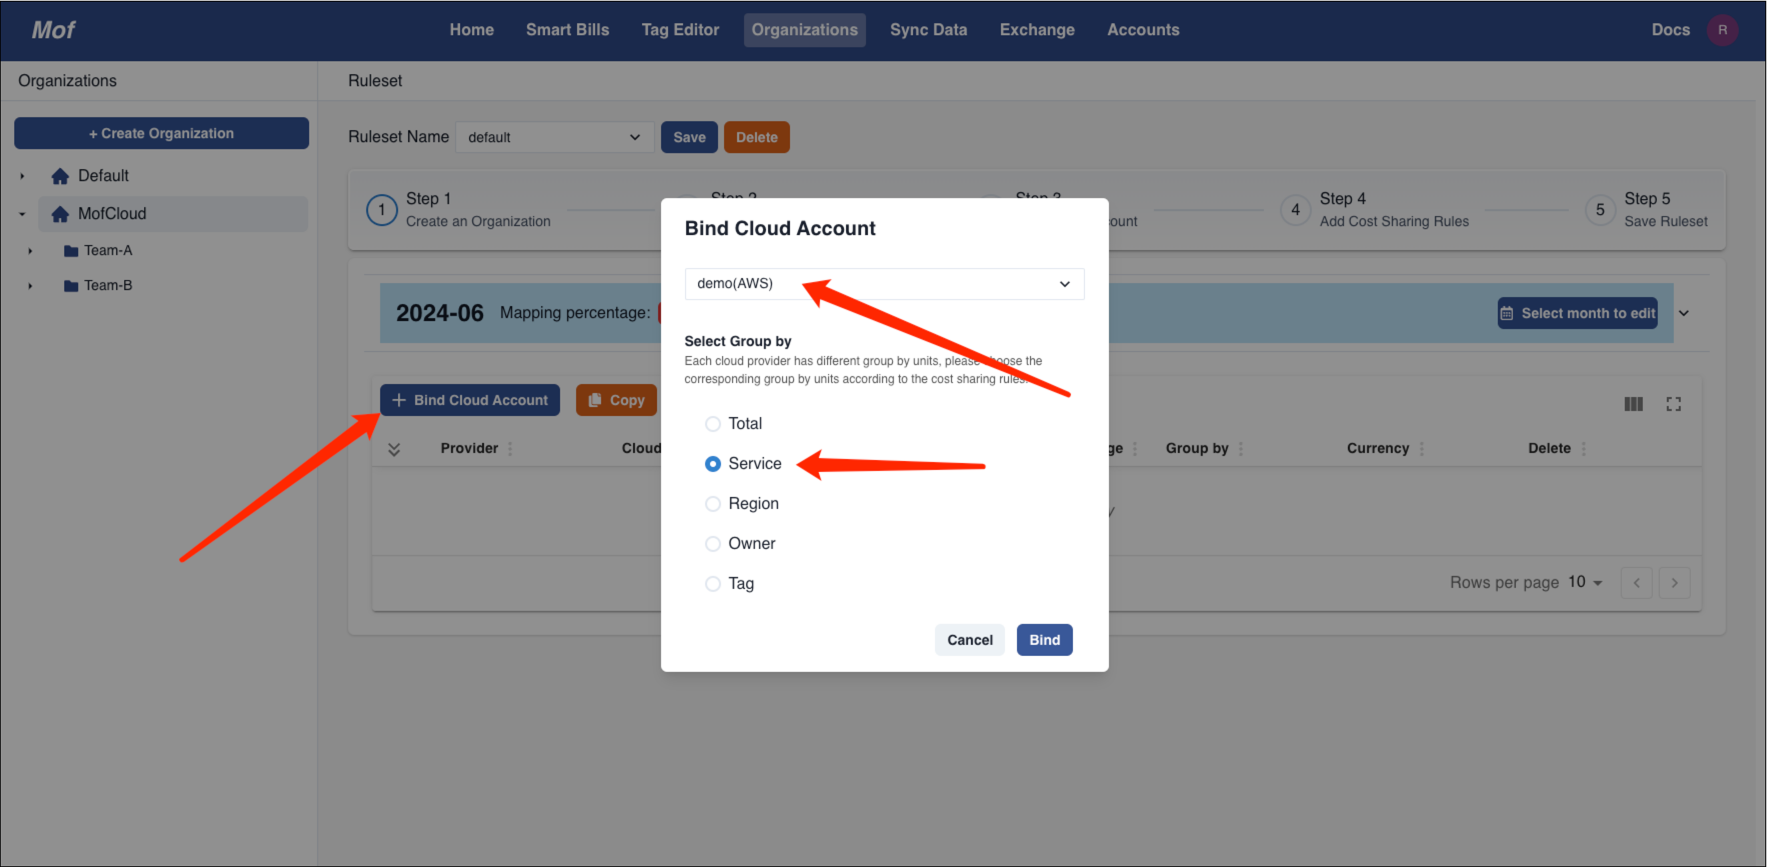 Mof
Home
Smart Bills
Tag Editor
Organizations
Sync Data
Exchange
Accounts
Docs
R
Organizations
Ruleset
+ Create Organization
Default
MofCloud
Team-A
Team-B
Ruleset Name
default
Save
Delete
1
Step 1
Create an Organization
Step 2
Step 3
ount
4
Step 4
Add Cost Sharing Rules
5
Step 5
Save Ruleset
2024-06
Mapping percentage:
Select month to edit
+ Bind Cloud Account
Copy
Provider
Cloud
ge
Group by
Currency
Delete
Rows per page
10
Bind Cloud Account
demo(AWS)
Select Group by
Each cloud provider has different group by units, please choose the
corresponding group by units according to the cost sharing rules.
Total
Service
Region
Owner
Tag
Cancel
Bind